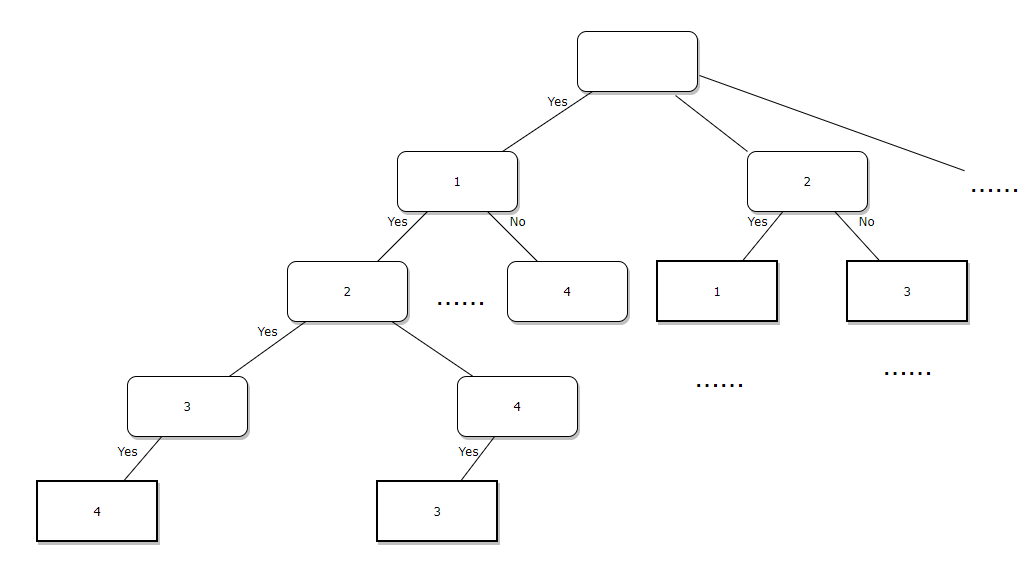 Yes
1
2
......
Yes
No
Yes
No
2
......
4
1
3
Yes
......
......
3
4
Yes
Yes
4
3